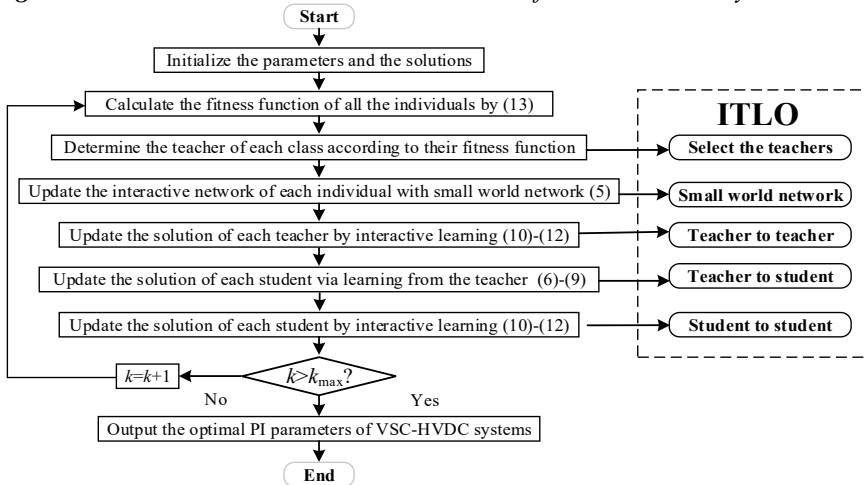 Start
Initialize the parameters and the solutions
Calculate the fitness function of all the individuals by (13)
ITLO
Determine the teacher of each class according to their fitness function
Select the teachers
Update the interactive network of each individual with small world network (5)
Small world network
Update the solution of each teacher by interactive learning (10)-(12)
Teacher to teacher
Update the solution of each student via learning from the teacher (6)-(9)
Teacher to student
Update the solution of each student by interactive learning (10)-(12)
Student to student
k=k+1
k>kmax?
No
Yes
Output the optimal PI parameters of VSC-HVDC systems
End